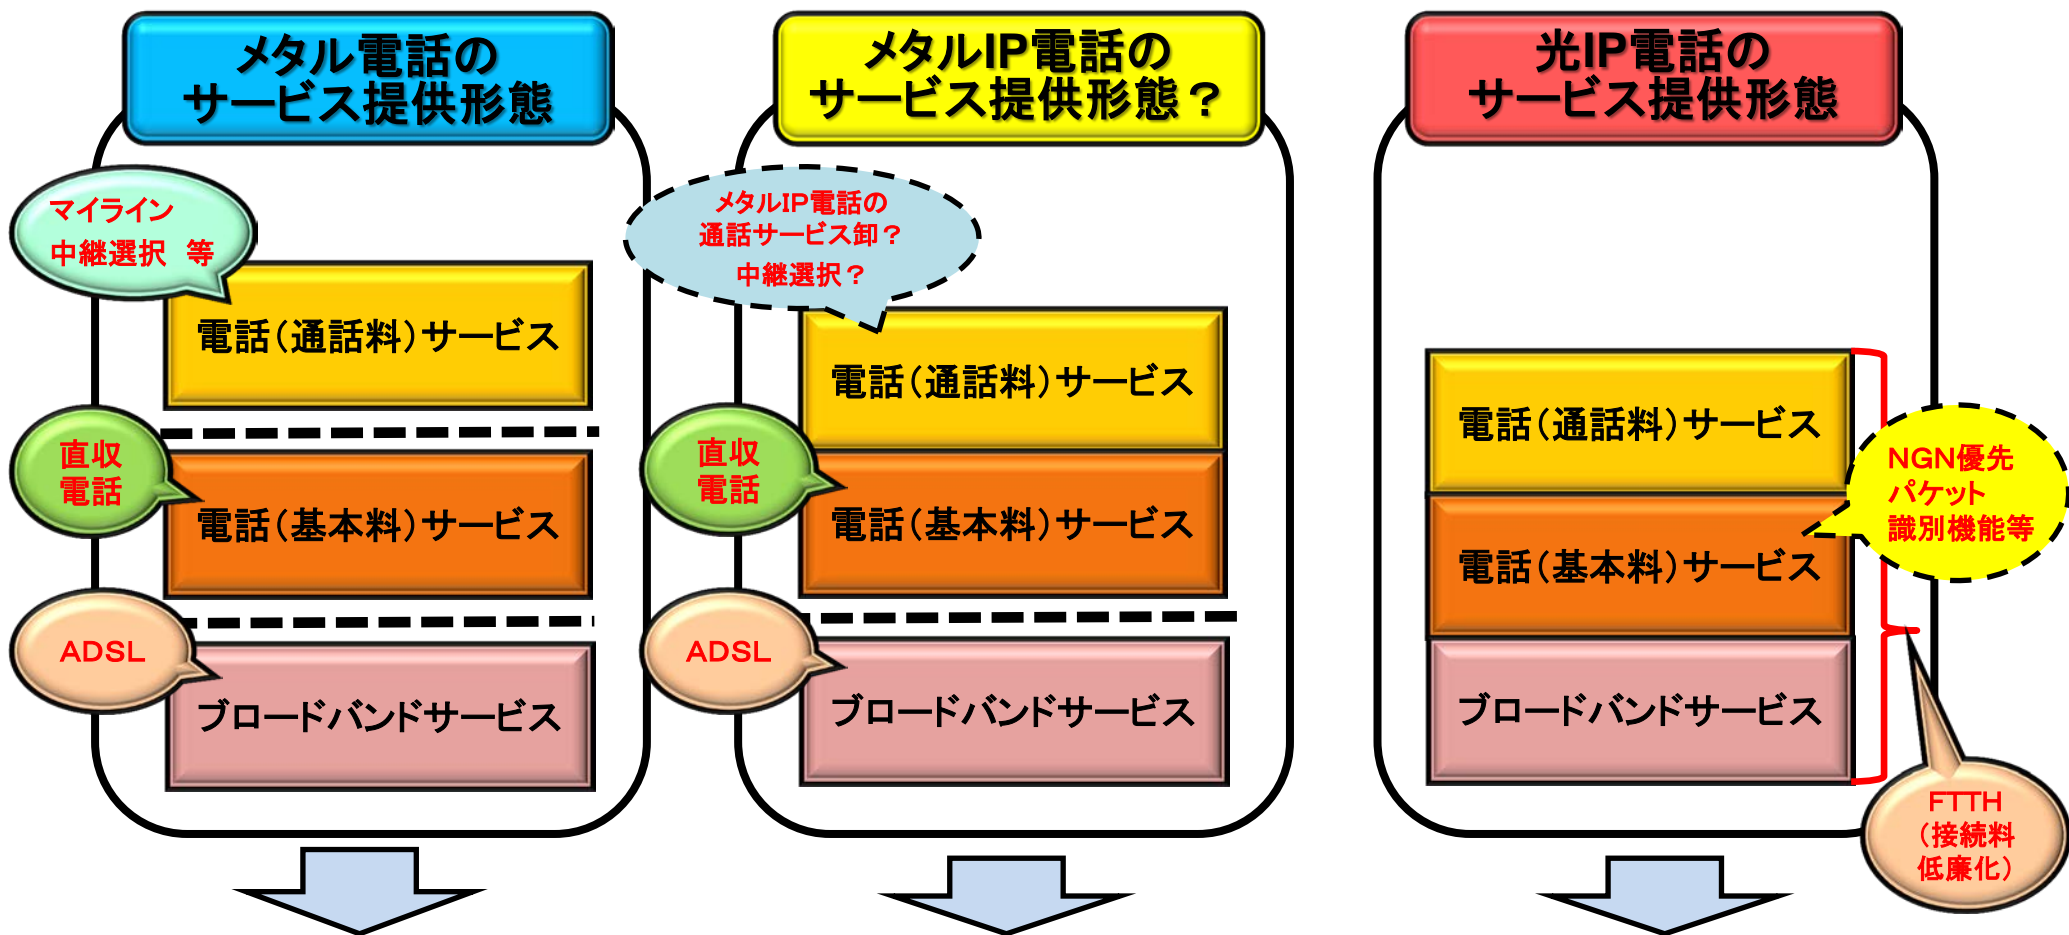 メタル電話の
サービス提供形態
マイライン
中継選択　等
電話（通話料）サービス
直収
電話
電話（基本料）サービス
ADSL
ブロードバンドサービス
メタルIP電話の
サービス提供形態？
メタルIP電話の
通話サービス卸？
中継選択？
電話（通話料）サービス
直収
電話
電話（基本料）サービス
ADSL
ブロードバンドサービス
光IP電話の
サービス提供形態
電話（通話料）サービス
NGN優先
パケット
識別機能等
電話（基本料）サービス
ブロードバンドサービス
FTTH
（接続料
低廉化）